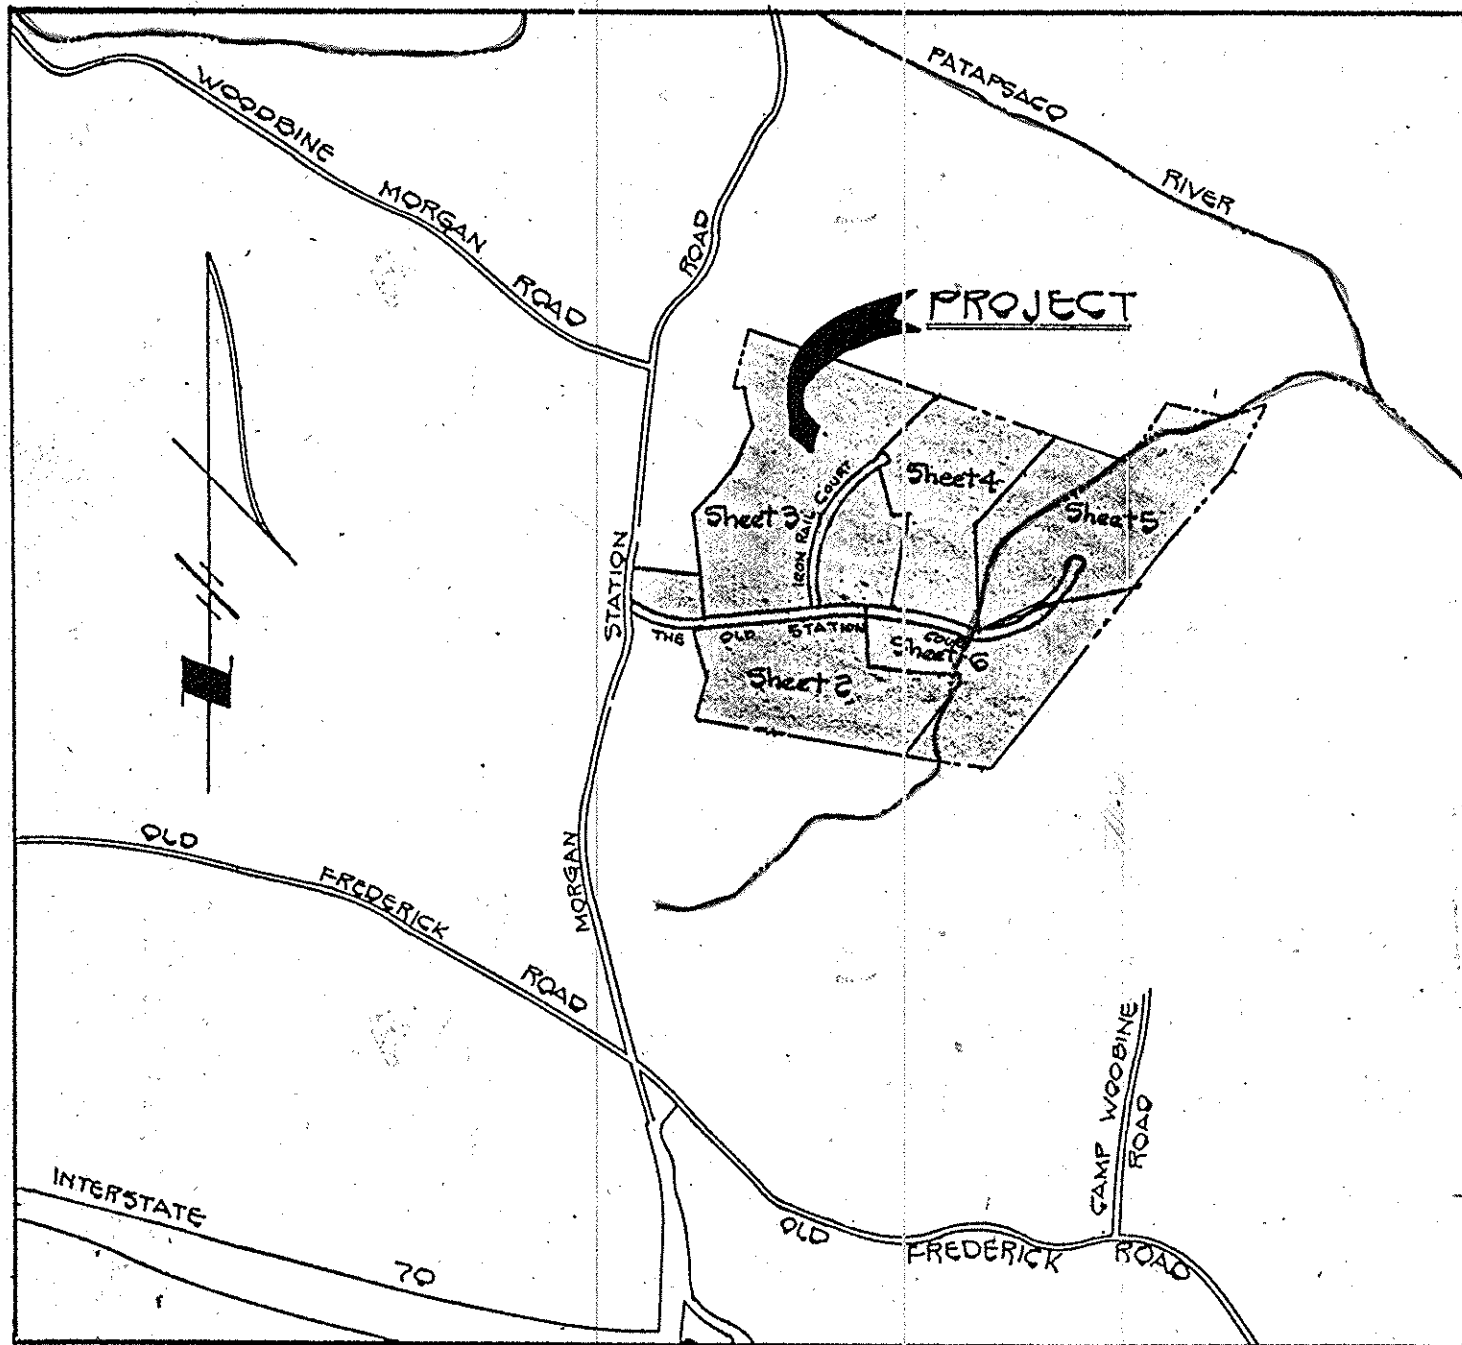 PATAPSACO
RIVER
WOODBINE
MORGAN
ROAD
ROAD
PROJECT
Sheet 4
Sheet 3
Sheet 5
IRON RAIL COURT
STATION
THE OLD STATION COURT
Sheet 6
Sheet 2
OLD
FREDERICK
ROAD
MORGAN
CAMP WOOBINE
ROAD
INTERSTATE
70
OLD
FREDERICK
ROAD